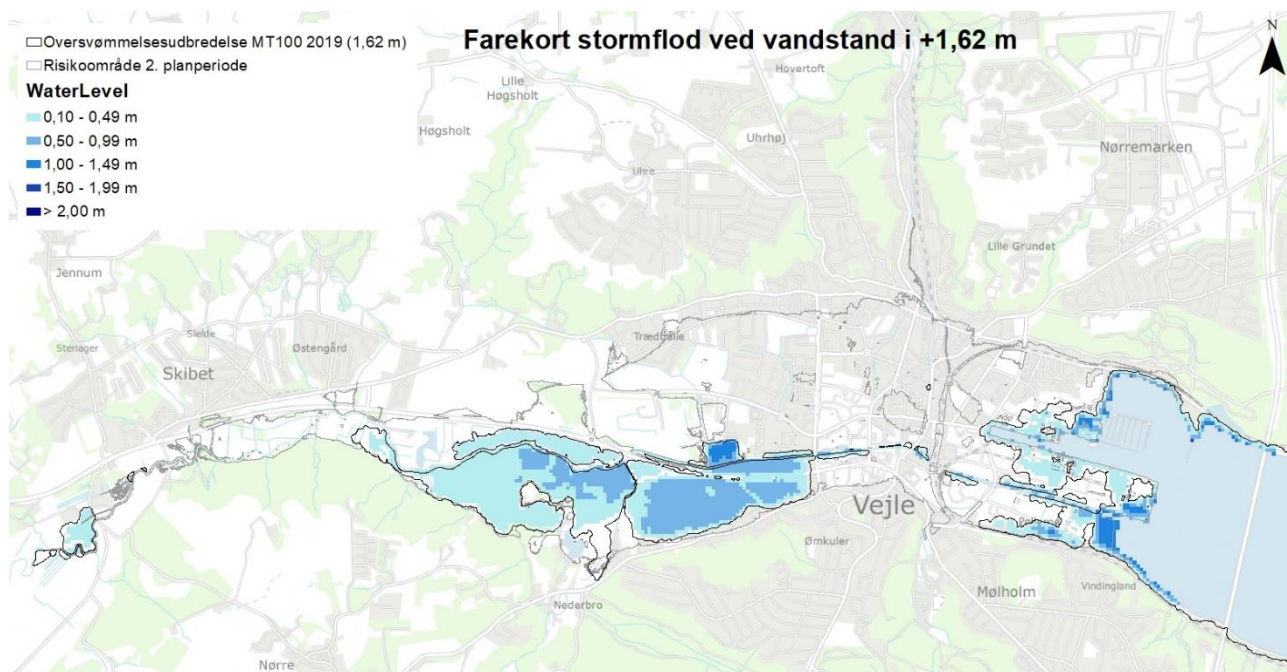 Farekort stormflod ved vandstand i +1,62 m
Oversvømmelsesudbredelse MT100 2019 (1,62 m)
Risikoområde 2. planperiode
WaterLevel
0,10 - 0,49 m
0,50 - 0,99 m
1,00 - 1,49 m
1,50 - 1,99 m
> 2,00 m
N
Hovertoft
Lille
Høgsholt
Høgsholt
Uhrhøj
Nørremarken
Uhre
Lille Grundet
Jennum
Slelde
Stenager
Østengård
Trædballe
Skibet
Vejle
Ømkuler
Mølholm
Vindingland
Nederbro
Nørre